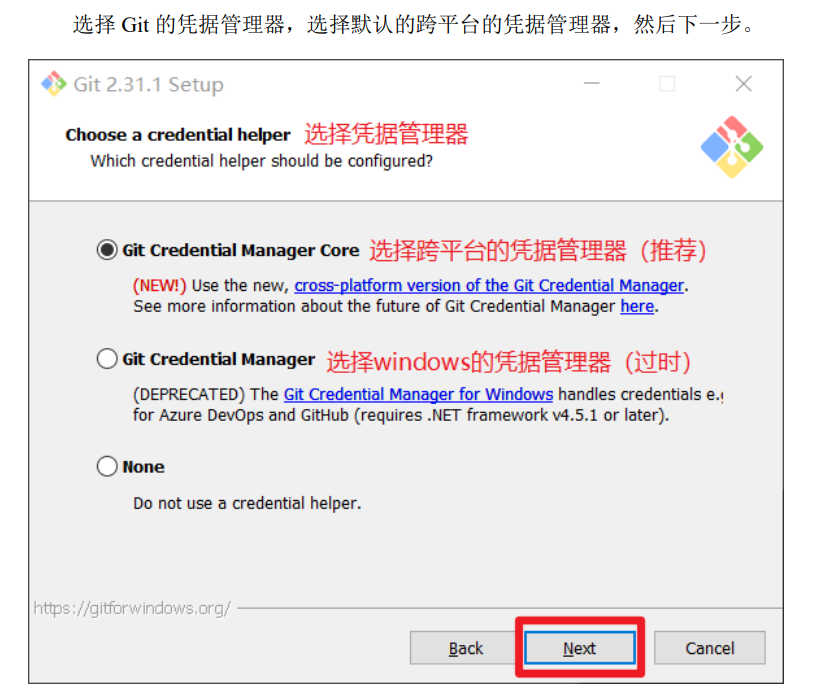 选择 Git 的凭据管理器，选择默认的跨平台的凭据管理器，然后下一步。
Git 2.31.1 Setup
Choose a credential helper 选择凭据管理器
Which credential helper should be configured?
Git Credential Manager Core 选择跨平台的凭据管理器（推荐）
(NEW!) Use the new, cross-platform version of the Git Credential Manager.
See more information about the future of Git Credential Manager here.
Git Credential Manager 选择windows的凭据管理器（过时）
(DEPRECATED) The Git Credential Manager for Windows handles credentials e.g
for Azure DevOps and GitHub (requires .NET framework v4.5.1 or later).
None
Do not use a credential helper.
https://gitforwindows.org/
Back Next Cancel